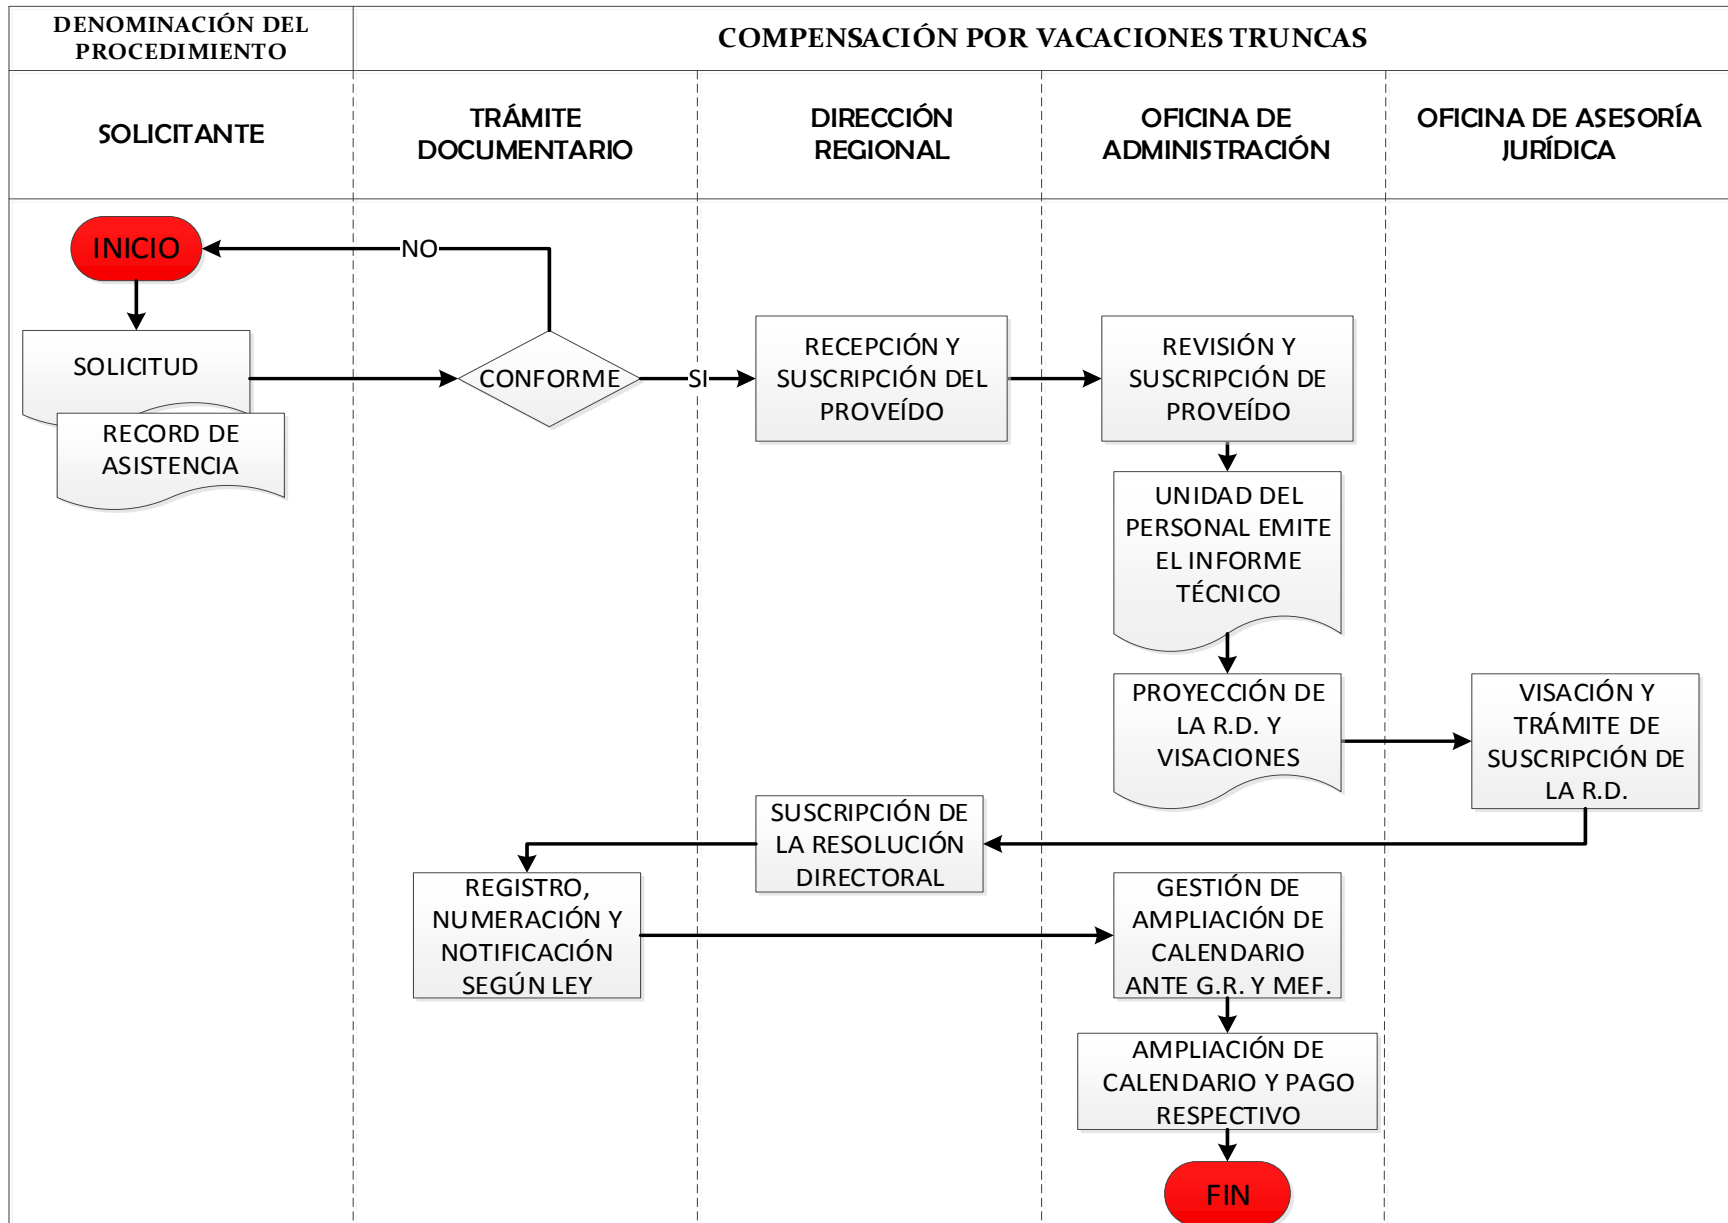 DENOMINACIÓN DEL
PROCEDIMIENTO
COMPENSACIÓN POR VACACIONES TRUNCAS
SOLICITANTE
TRÁMITE
DOCUMENTARIO
DIRECCIÓN
REGIONAL
OFICINA DE
ADMINISTRACIÓN
OFICINA DE ASESORÍA
JURÍDICA
INICIO
NO
SOLICITUD
RECORD DE
ASISTENCIA
CONFORME
SI
RECEPCIÓN Y
SUSCRIPCIÓN DEL
PROVEÍDO
REVISIÓN Y
SUSCRIPCIÓN DE
PROVEÍDO
UNIDAD DEL
PERSONAL EMITE
EL INFORME
TÉCNICO
PROYECCIÓN DE
LA R.D. Y
VISACIONES
VISACIÓN Y
TRÁMITE DE
SUSCRIPCIÓN DE
LA R.D.
SUSCRIPCIÓN DE
LA RESOLUCIÓN
DIRECTORAL
REGISTRO,
NUMERACIÓN Y
NOTIFICACIÓN
SEGÚN LEY
GESTIÓN DE
AMPLIACIÓN DE
CALENDARIO
ANTE G.R. Y MEF.
AMPLIACIÓN DE
CALENDARIO Y PAGO
RESPECTIVO
FIN